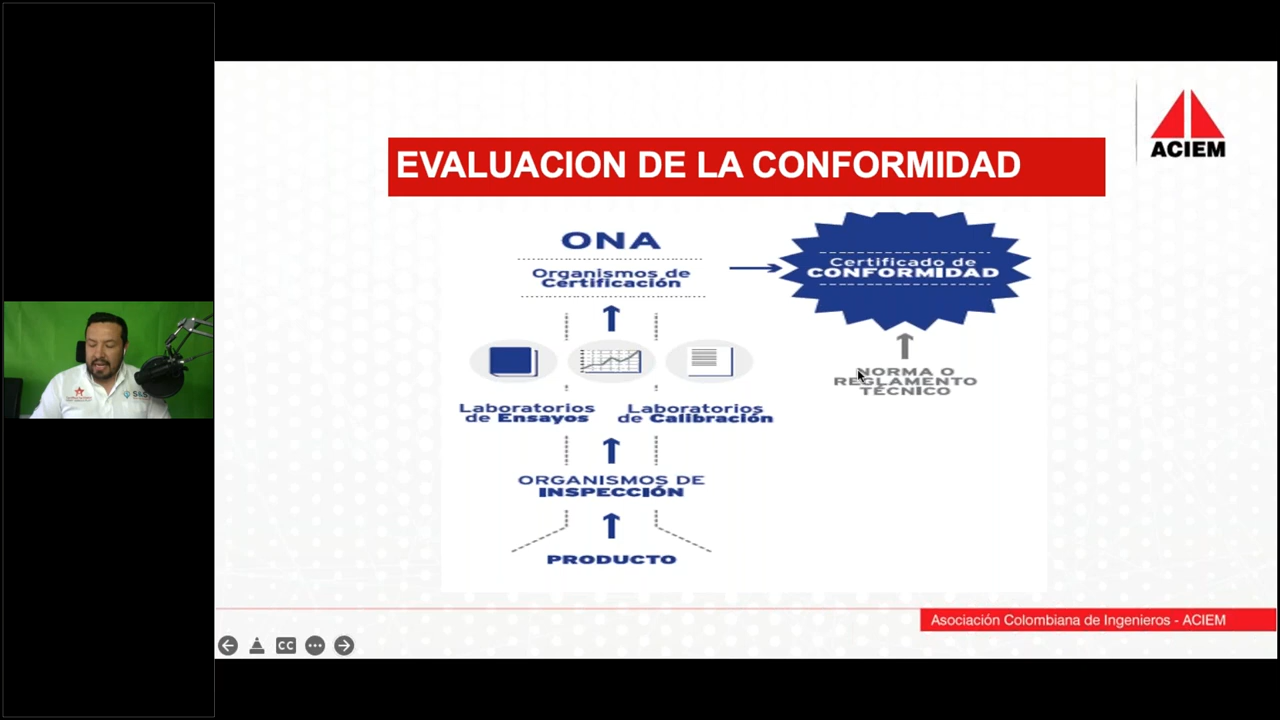 EVALUACION DE LA CONFORMIDAD
ACIEM
ONA
Organismos de
Certificación
Certificado de
CONFORMIDAD
NORMA O
REGLAMENTO
TÉCNICO
Laboratorios
de Ensayos
Laboratorios
de Calibración
ORGANISMOS DE
INSPECCIÓN
PRODUCTO
Asociación Colombiana de Ingenieros - ACIEM
CC